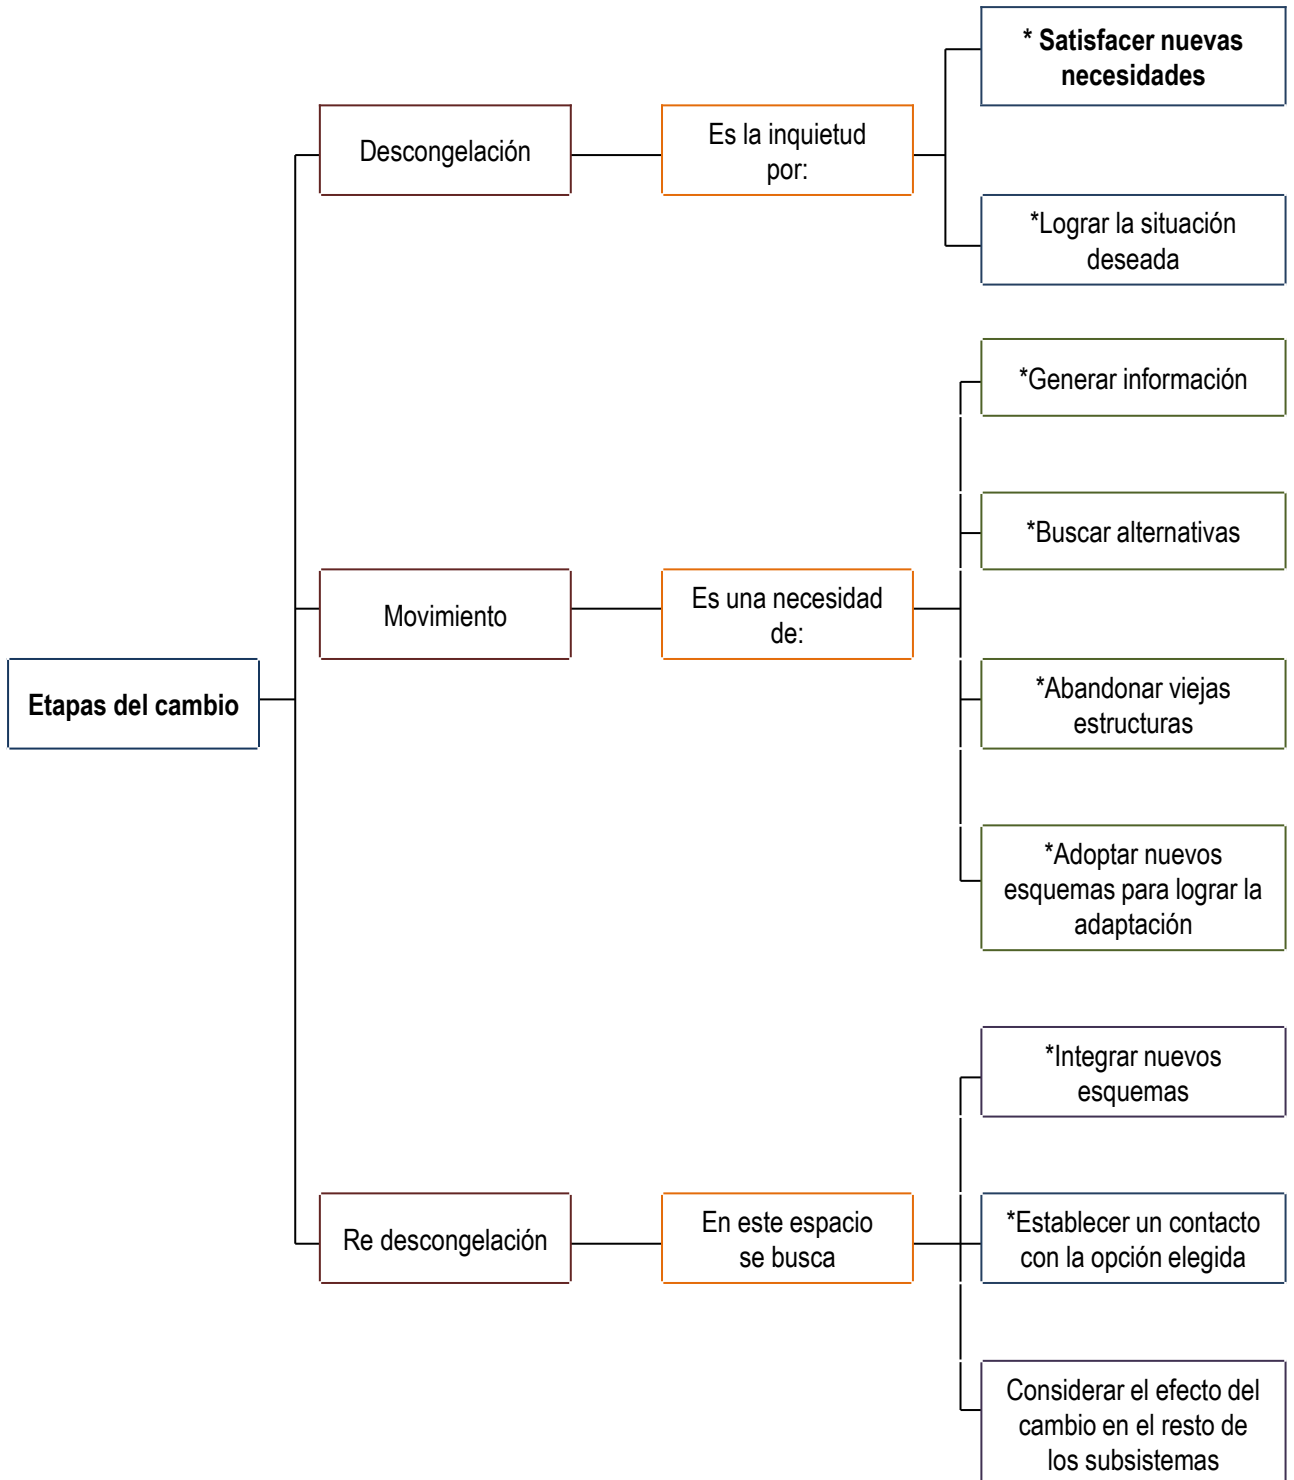 Etapas del cambio
Descongelación
Es la inquietud
por:
* Satisfacer nuevas
necesidades
*Lograr la situación
deseada
Movimiento
Es una necesidad
de:
*Generar información
*Buscar alternativas
*Abandonar viejas
estructuras
*Adoptar nuevos
esquemas para lograr la
adaptación
Re descongelación
En este espacio
se busca
*Integrar nuevos
esquemas
*Establecer un contacto
con la opción elegida
Considerar el efecto del
cambio en el resto de
los subsistemas